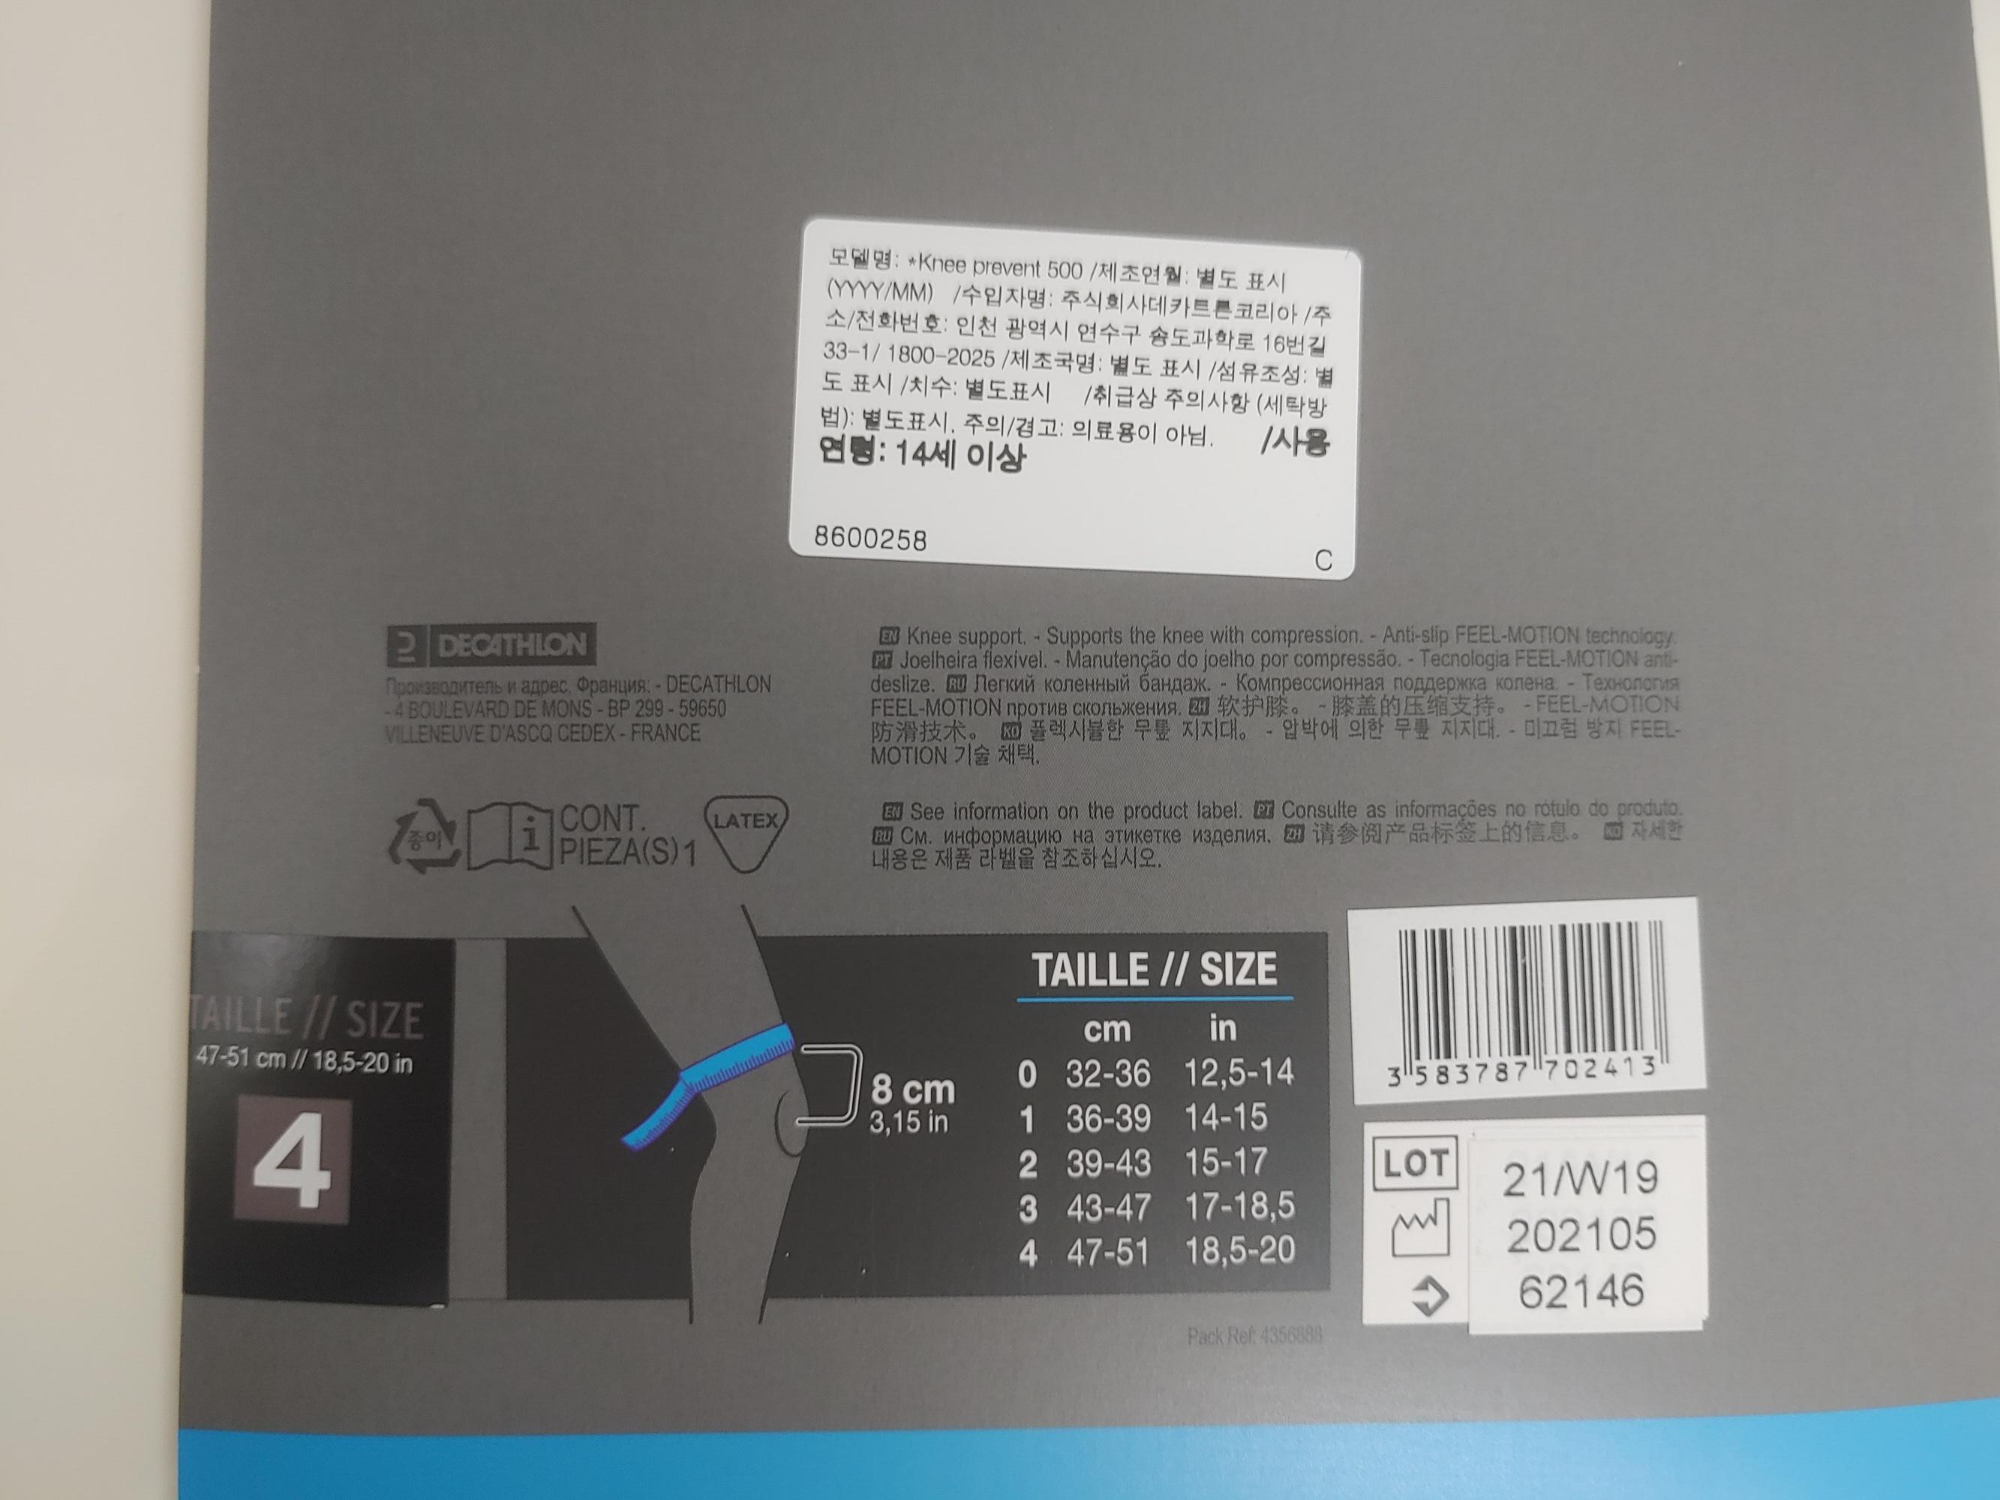 모델명: *Knee prevent 500 /제조연월: 별도 표시
(YYYY/MM) /수입자명: 주식회사데카트론코리아 /주
소/전화번호: 인천 광역시 연수구 송도과학로 16번길
33-1/ 1800-2025 /제조국명: 별도 표시 /섬유조성: 별
도 표시 /치수: 별도표시 /취급상 주의사항 (세탁방
법): 별도표시. 주의/경고: 의료용이 아님. /사용
연령: 14세 이상
8600258
C
DECATHLON
Производитель и адрес, Франция: - DECATHLON
- 4 BOULEVARD DE MONS - BP 299 - 59650
VILLENEUVE D'ASCQ CEDEX - FRANCE
EN Knee support. - Supports the knee with compression. - Anti-slip FEEL-MOTION technology.
PT Joelheira flexível. - Manutenção do joelho por compressão. - Tecnologia FEEL-MOTION anti-
deslize. RU Легкий коленный бандаж. - Компрессионная поддержка колена. - Технология
FEEL-MOTION против скольжения. ZH 软护膝。 - 膝盖的压缩支持。 - FEEL-MOTION
防滑技术。 KO 플렉시블한 무릎 지지대。 - 압박에 의한 무릎 지지대. - 미끄럼 방지 FEEL-
MOTION 기술 채택.
종이
CONT.
PIEZA(S) 1
LATEX
EN See information on the product label. PT Consulte as informações no rótulo do produto.
RU См. информацию на этикетке изделия. ZH 请参阅产品标签上的信息。 KO 자세한
내용은 제품 라벨을 참조하십시오.
TAILLE // SIZE
47-51 cm // 18,5-20 in
4
8 cm
3,15 in
TAILLE // SIZE
cm in
0 32-36 12,5-14
1 36-39 14-15
2 39-43 15-17
3 43-47 17-18,5
4 47-51 18,5-20
Pack Ref: 4356888
3 583787 702413
LOT 21/W19
202105
62146